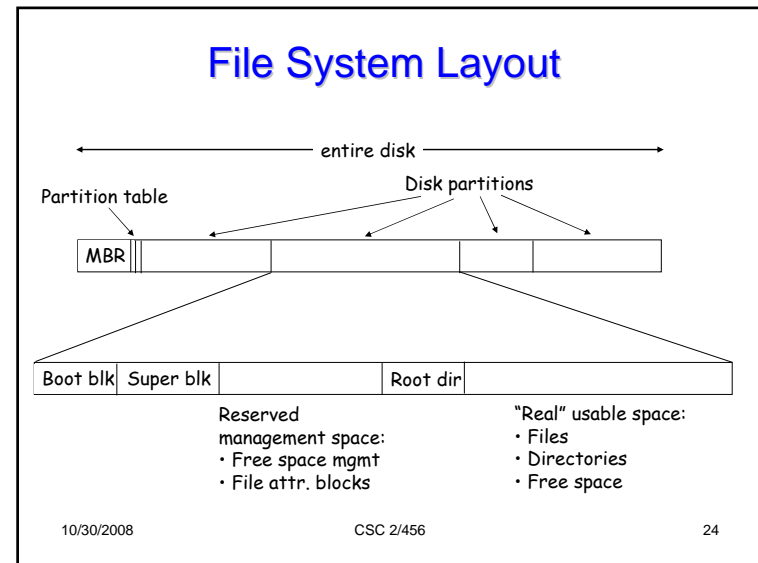 File System Layout
entire disk
Partition table
Disk partitions
MBR
Boot blk
Super blk
Root dir
Reserved
management space:
• Free space mgmt
• File attr. blocks
"Real" usable space:
• Files
• Directories
• Free space
10/30/2008
CSC 2/456
24